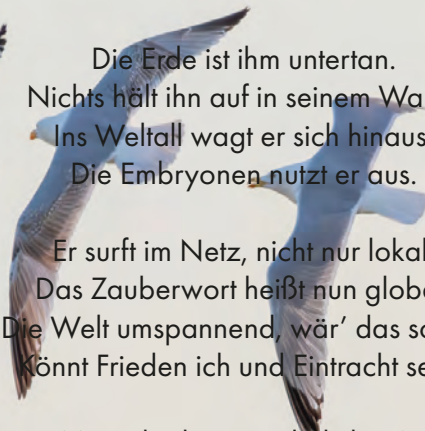 Die Erde ist ihm untertan.
Nichts hält ihn auf in seinem
Ins Weltall wagt er sich hinaus
Die Embryonen nutzt er aus.
Er surft im Netz, nicht nur lokal
Das Zauberwort heißt nun
Die Welt umspannend, wär’ das
Könnt Frieden ich und Eintracht